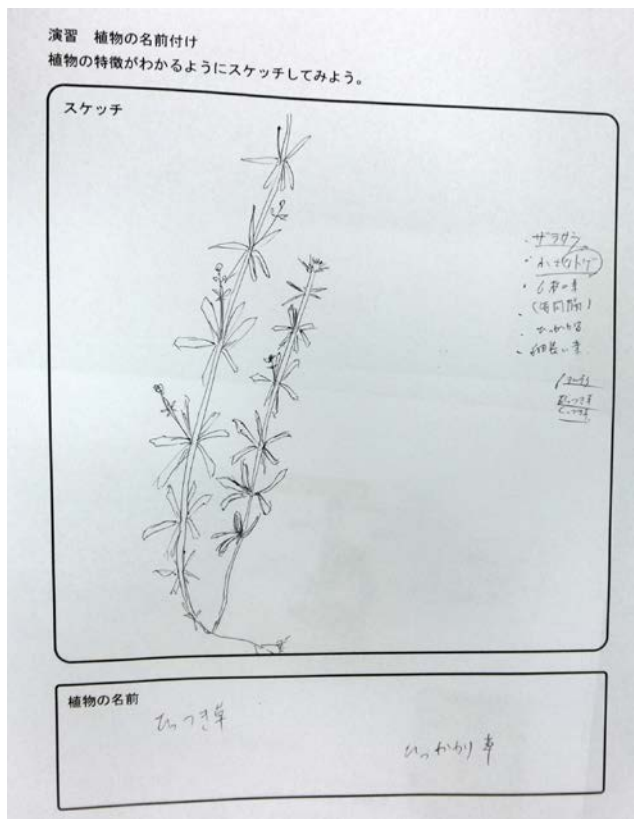 演習 植物の名前付け
植物の特徴がわかるようにスケッチしてみよう。
スケッチ
・ザラザラ
・トゲ
・6本の葉
・ひっかかる
・細長い葉
植物の名前
ひっつき草
ひっかかり草